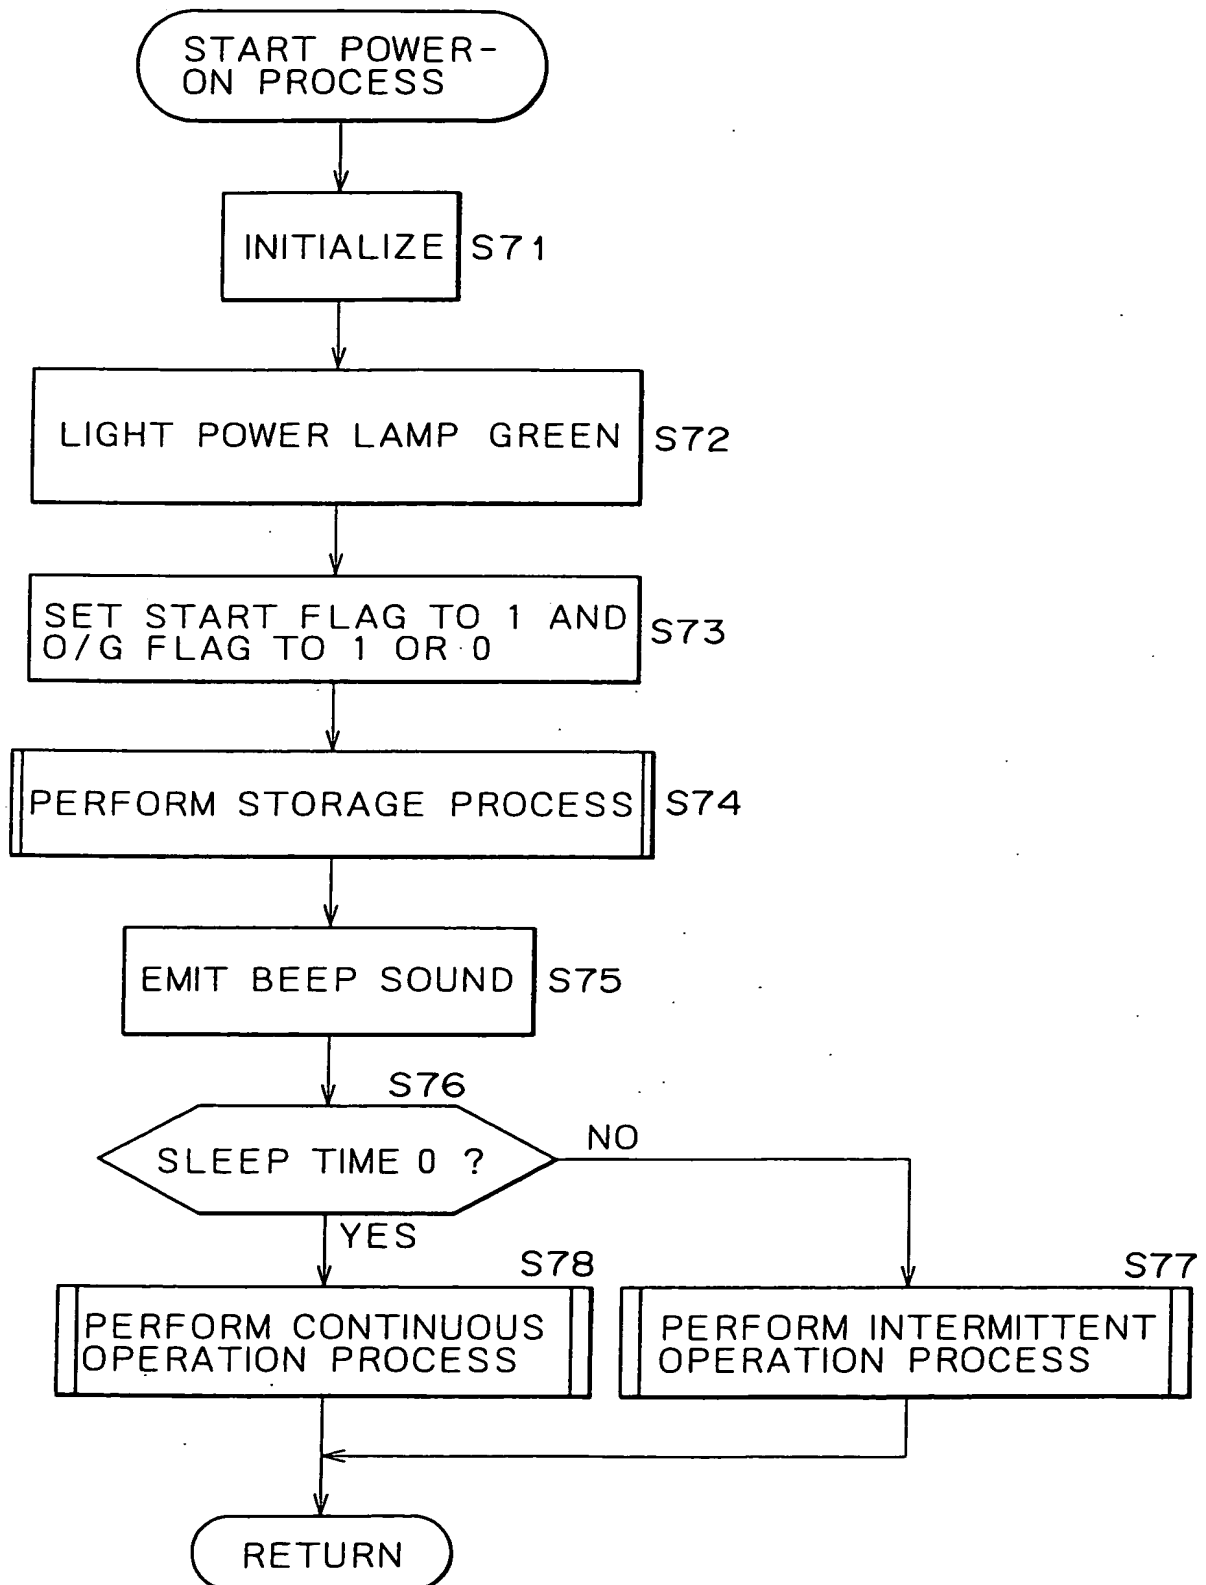 START POWER-
ON PROCESS
INITIALIZE
S71
LIGHT POWER LAMP GREEN
S72
SET START FLAG TO 1 AND
O/G FLAG TO 1 OR 0
S73
PERFORM STORAGE PROCESS
S74
EMIT BEEP SOUND
S75
S76
SLEEP TIME 0 ?
NO
YES
S78
PERFORM CONTINUOUS
OPERATION PROCESS
S77
PERFORM INTERMITTENT
OPERATION PROCESS
RETURN